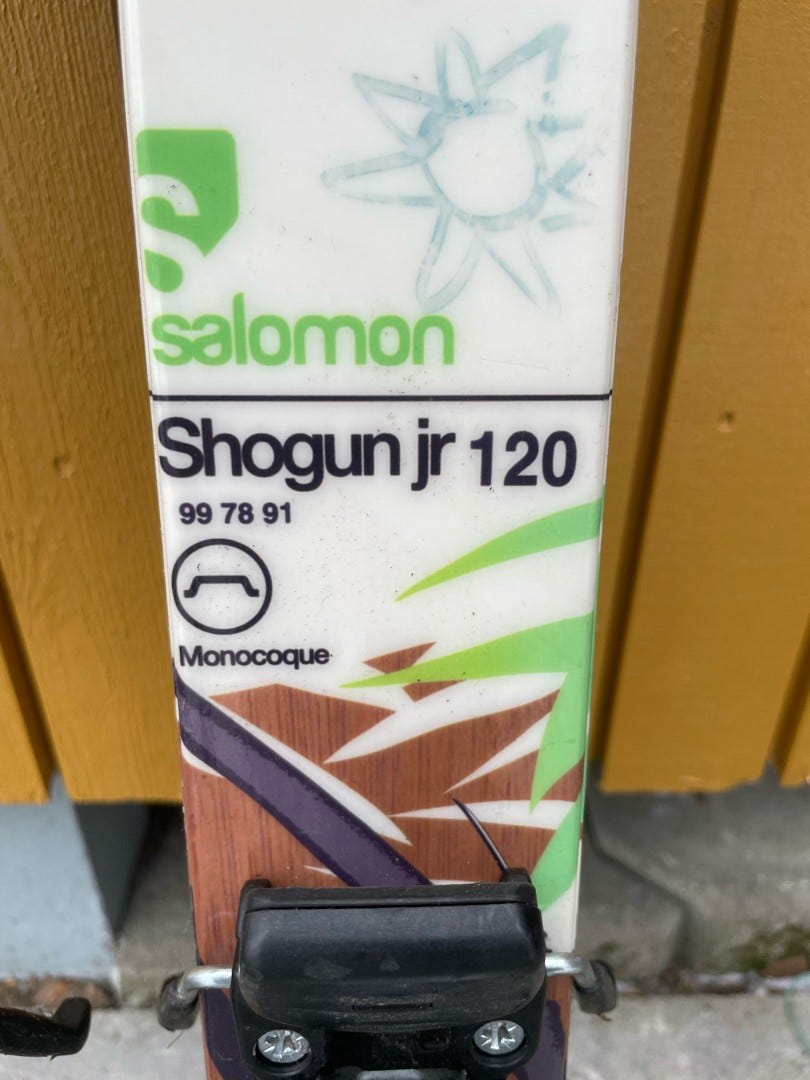 salomon
Shogun jr 120
99 78 91
Monocoque